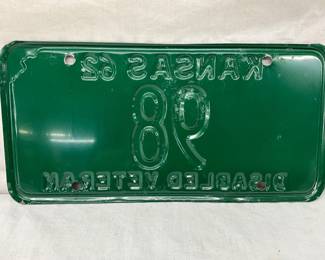 KANSAS 62
98
DISABLED VETERAN